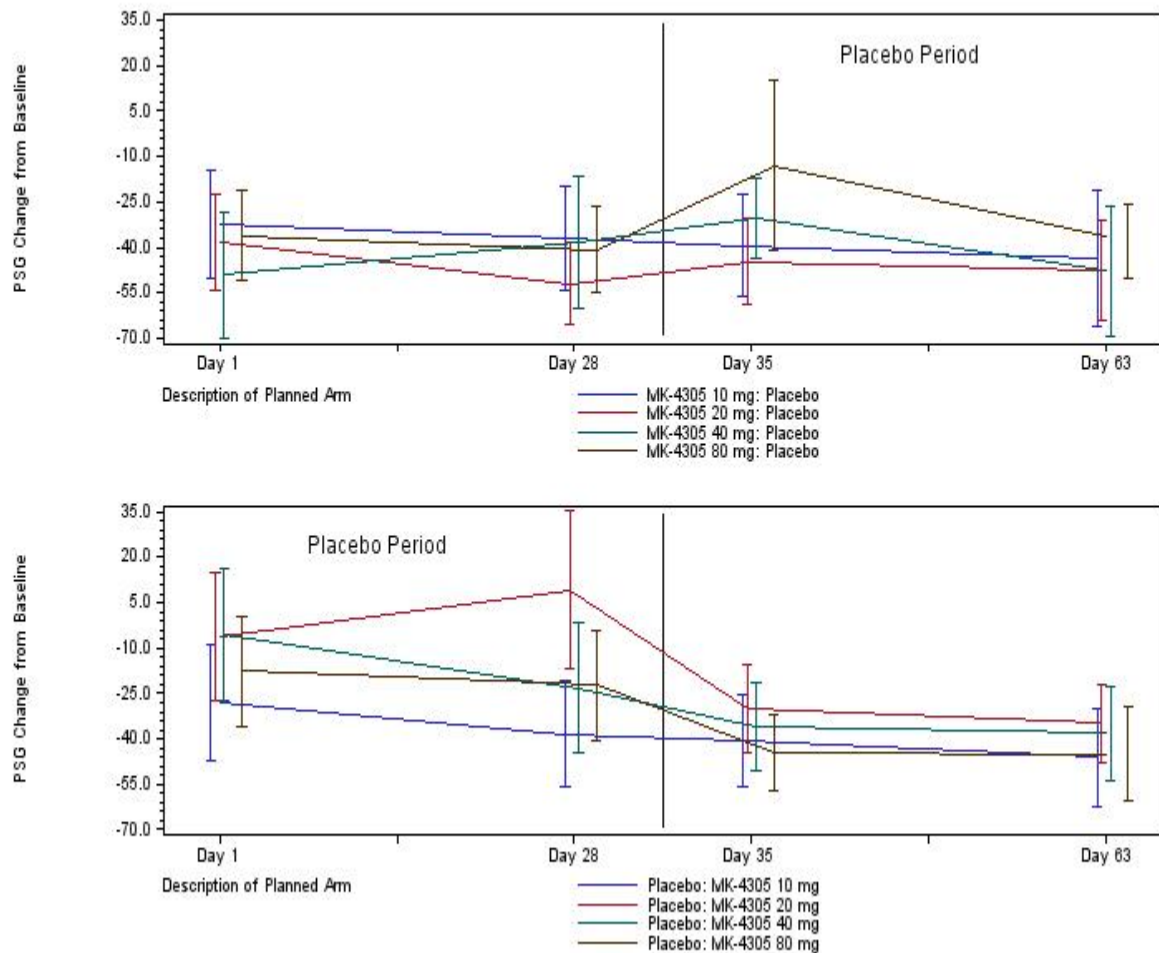 PSG Change from Baseline
35.0
20.0
5.0
-10.0
-25.0
-40.0
-55.0
-70.0
Placebo Period
Day 1 Day 28 Day 35 Day 63
Description of Planned Arm
MK-4305 10 mg: Placebo
MK-4305 20 mg: Placebo
MK-4305 40 mg: Placebo
MK-4305 80 mg: Placebo
PSG Change from Baseline
35.0
20.0
5.0
-10.0
-25.0
-40.0
-55.0
-70.0
Placebo Period
Day 1 Day 28 Day 35 Day 63
Description of Planned Arm
Placebo: MK-4305 10 mg
Placebo: MK-4305 20 mg
Placebo: MK-4305 40 mg
Placebo: MK-4305 80 mg